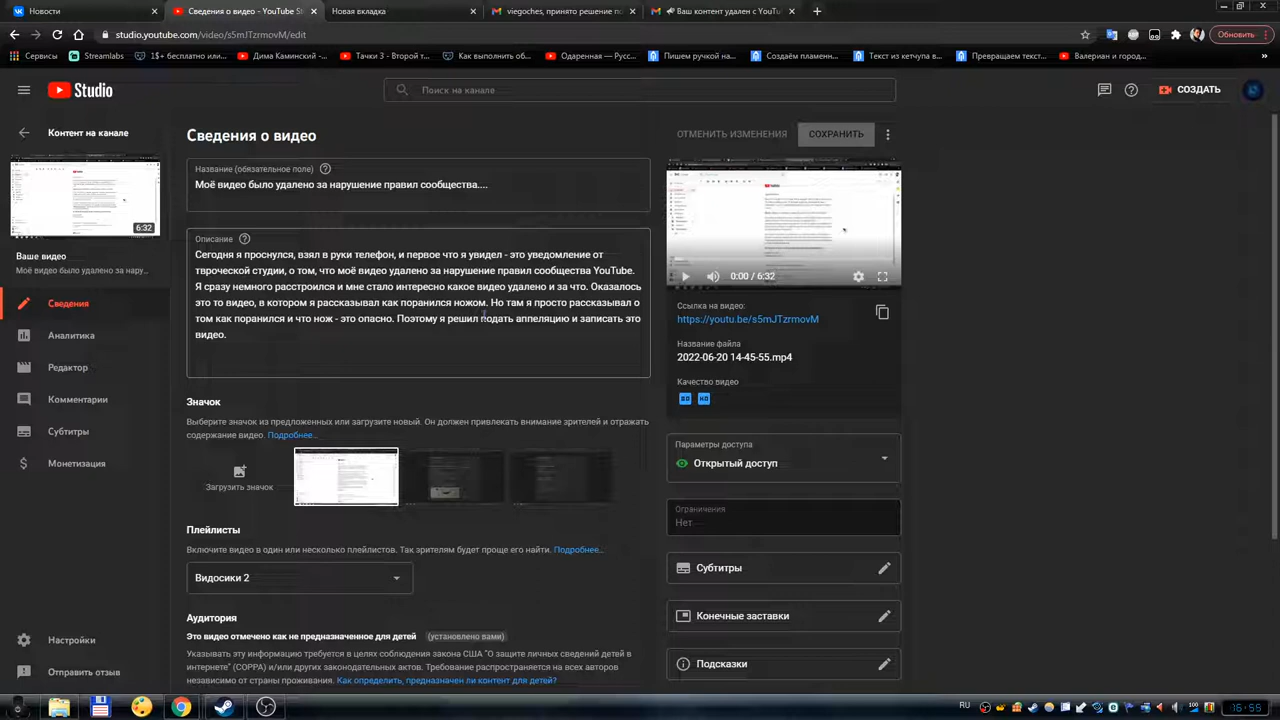 Новости
Сведения о видео - YouTube St
Новая вкладка
viegoches, принято решение по
Ваш контент удален с YouTu
studio.youtube.com/video/s5mJTzrmovM/edit
Обновить
Сервисы
Streamlabs
1$+ бесплатно или...
Дима Каминский -...
Тачки 3 - Второй т...
Как выполнить об...
Одаренная — Русс...
Пишем ручкой на...
Создаём пламенн...
Текст из кетчупа в...
Превращаем текст...
Валериан и город...
Studio
Поиск на канале
СОЗДАТЬ
Контент на канале
6:32
Ваше видео
Моё видео было удалено за нару...
Сведения
Аналитика
Редактор
Комментарии
Субтитры
Монетизация
Настройки
Отправить отзыв
Сведения о видео
ОТМЕНИТЬ ИЗМЕНЕНИЯ
СОХРАНИТЬ
Название (обязательное поле)
Моё видео было удалено за нарушение правил сообщества....
Описание
Сегодня я проснулся, взял в руки телефон, и первое что я увидел - это уведомление от
тврочевской студии, о том, что моё видео удалено за нарушение правил сообщества YouTube.
Я сразу немного расстроился и мне стало интересно какое видео удалено и за что. Оказалось
это то видео, в котором я рассказывал как поранился ножом. Но там я просто рассказывал о
том как поранился и что нож - это опасно. Поэтому я решил подать аппеляцию и записать это
видео.
Значок
Выберите значок из предложенных или загрузите новый. Он должен привлекать внимание зрителей и отражать
содержание видео. Подробнее...
Загрузить значок
Плейлисты
Включите видео в один или несколько плейлистов. Так зрителям будет проще его найти. Подробнее...
Видосики 2
Аудитория
Это видео отмечено как не предназначенное для детей (установлено вами)
Указывать эту информацию требуется в целях соблюдения закона США "О защите личных сведений детей в
интернете" (COPPA) и/или других законодательных актов. Требование распространяется на всех авторов
независимо от страны проживания. Как определить, предназначен ли контент для детей?
0:00 / 6:32
Ссылка на видео:
https://youtu.be/s5mJTzrmovM
Название файла
2022-06-20 14-45-55.mp4
Качество видео
SD HD
Параметры доступа
Открытый доступ
Ограничения
Нет
Субтитры
Конечные заставки
Подсказки
RU
100
16:55